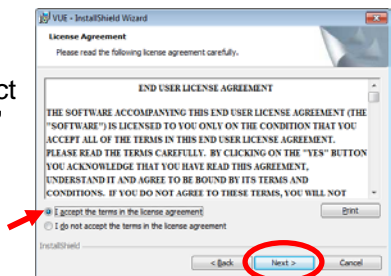 VUE - InstallShield Wizard
License Agreement
Please read the following license agreement carefully.
ct
"
END USER LICENSE AGREEMENT
THE SOFTWARE ACCOMPANYING THIS END USER LICENSE AGREEMENT (THE
"SOFTWARE") IS LICENSED TO YOU ONLY ON THE CONDITION THAT YOU
ACCEPT ALL OF THE TERMS IN THIS END USER LICENSE AGREEMENT.
PLEASE READ THE TERMS CAREFULLY. BY CLICKING ON THE "YES" BUTTON
YOU ACKNOWLEDGE THAT YOU HAVE READ THIS AGREEMENT,
UNDERSTAND IT AND AGREE TO BE BOUND BY ITS TERMS AND
CONDITIONS. IF YOU DO NOT AGREE TO THESE TERMS, YOU WILL NOT
I accept the terms in the license agreement
Print
I do not accept the terms in the license agreement
InstallShield
< Back
Next >
Cancel